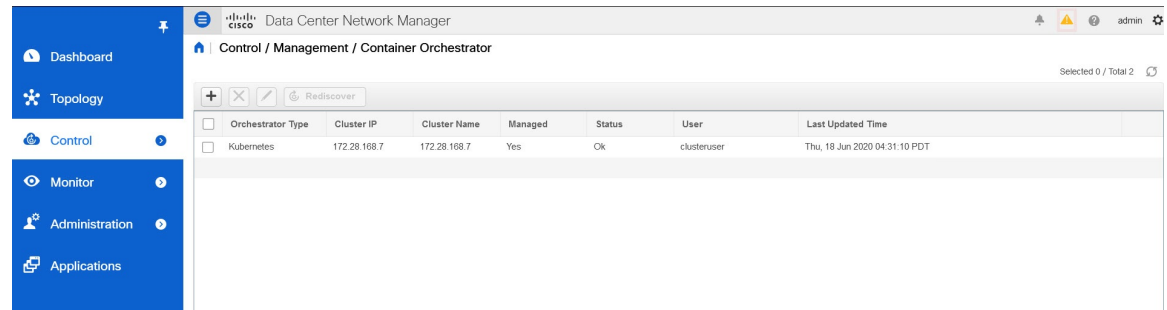 cisco Data Center Network Manager
admin
Control / Management / Container Orchestrator
Selected 0 / Total 2
Dashboard
Topology
Control
Monitor
Administration
Applications
Rediscover
Orchestrator Type Cluster IP Cluster Name Managed Status User Last Updated Time
Kubernetes 172.28.168.7 172.28.168.7 Yes Ok clusteruser Thu, 18 Jun 2020 04:31:10 PDT